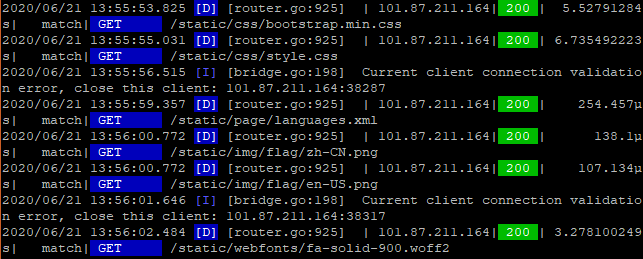 2020/06/21 13:55:53.825 [D] [router.go:925]  | 101.87.211.164| 200 |  5.52791284
s|   match| GET      /static/css/bootstrap.min.css
2020/06/21 13:55:55.031 [D] [router.go:925]  | 101.87.211.164| 200 | 6.735492223
s|   match| GET      /static/css/style.css
2020/06/21 13:55:56.515 [I] [bridge.go:198]  Current client connection validatio
n error, close this client: 101.87.211.164:38287
2020/06/21 13:55:59.357 [D] [router.go:925]  | 101.87.211.164| 200 |    254.457µ
s|   match| GET      /static/page/languages.xml
2020/06/21 13:56:00.772 [D] [router.go:925]  | 101.87.211.164| 200 |      138.1µ
s|   match| GET      /static/img/flag/zh-CN.png
2020/06/21 13:56:00.772 [D] [router.go:925]  | 101.87.211.164| 200 |    107.134µ
s|   match| GET      /static/img/flag/en-US.png
2020/06/21 13:56:01.646 [I] [bridge.go:198]  Current client connection validatio
n error, close this client: 101.87.211.164:38317
2020/06/21 13:56:02.484 [D] [router.go:925]  | 101.87.211.164| 200 | 3.278100249
s|   match| GET      /static/webfonts/fa-solid-900.woff2